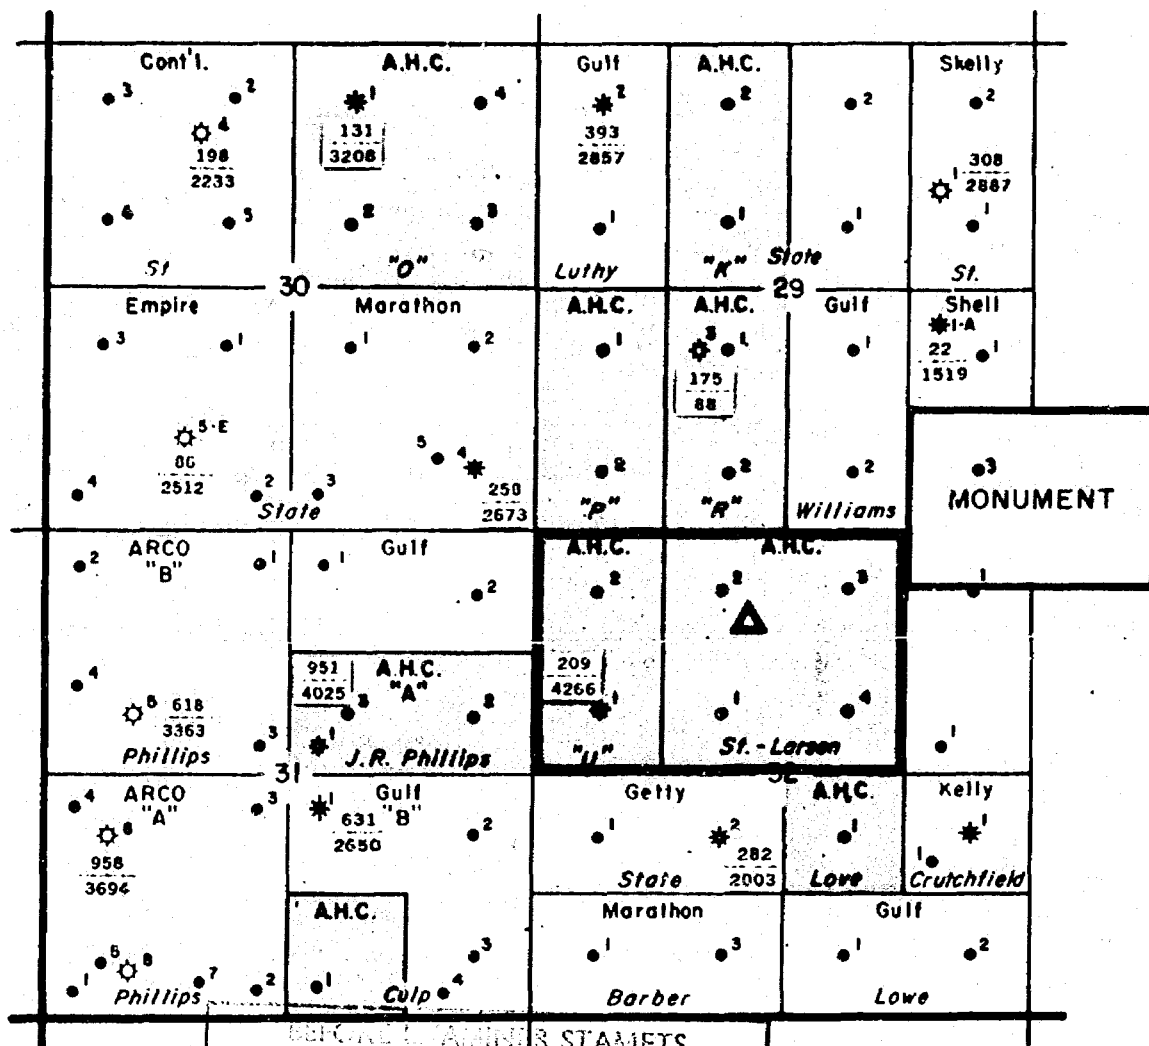 Cont'l. A.H.C. Gulf A.H.C. Skelly
3 2 1 4 2 2 2 2
4
131 393
198 3208 2857
2233
1 308
2887
6 5 2 3 1 1 1 1
St "O" Luthy "K" State St.
30 29
Empire Marathon A.H.C. A.H.C. Gulf Shell
3 1 1 2 1 3 1 1 1-A 1
175 22
88 1519
5-E
86
2512
5 4
250
2673
4 2 3 2 2 2 3
MONUMENT
State "P" "R" Williams
ARCO Gulf A.H.C. A.H.C.
"B"
2 1 1 2 2 2 3 1
951 A.H.C. 209
4025 "A" 4266
4 6 618 3 2 1 1 4
3363
3 1 1
Phillips J.R. Phillips "U" St. - Larsen
31 32
ARCO Gulf Getty A.H.C. Kelly
"A" "B"
4 3 1 2 1 2 1 1
8 631 282 1
958 2650 2003
3694
State Love Crutchfield
A.H.C. Marathon Gulf
1 6 8 7 2 1 4 3 1 3 1 2
Phillips Culp Barber Lowe
BEFORE EXAMINER STAMETS